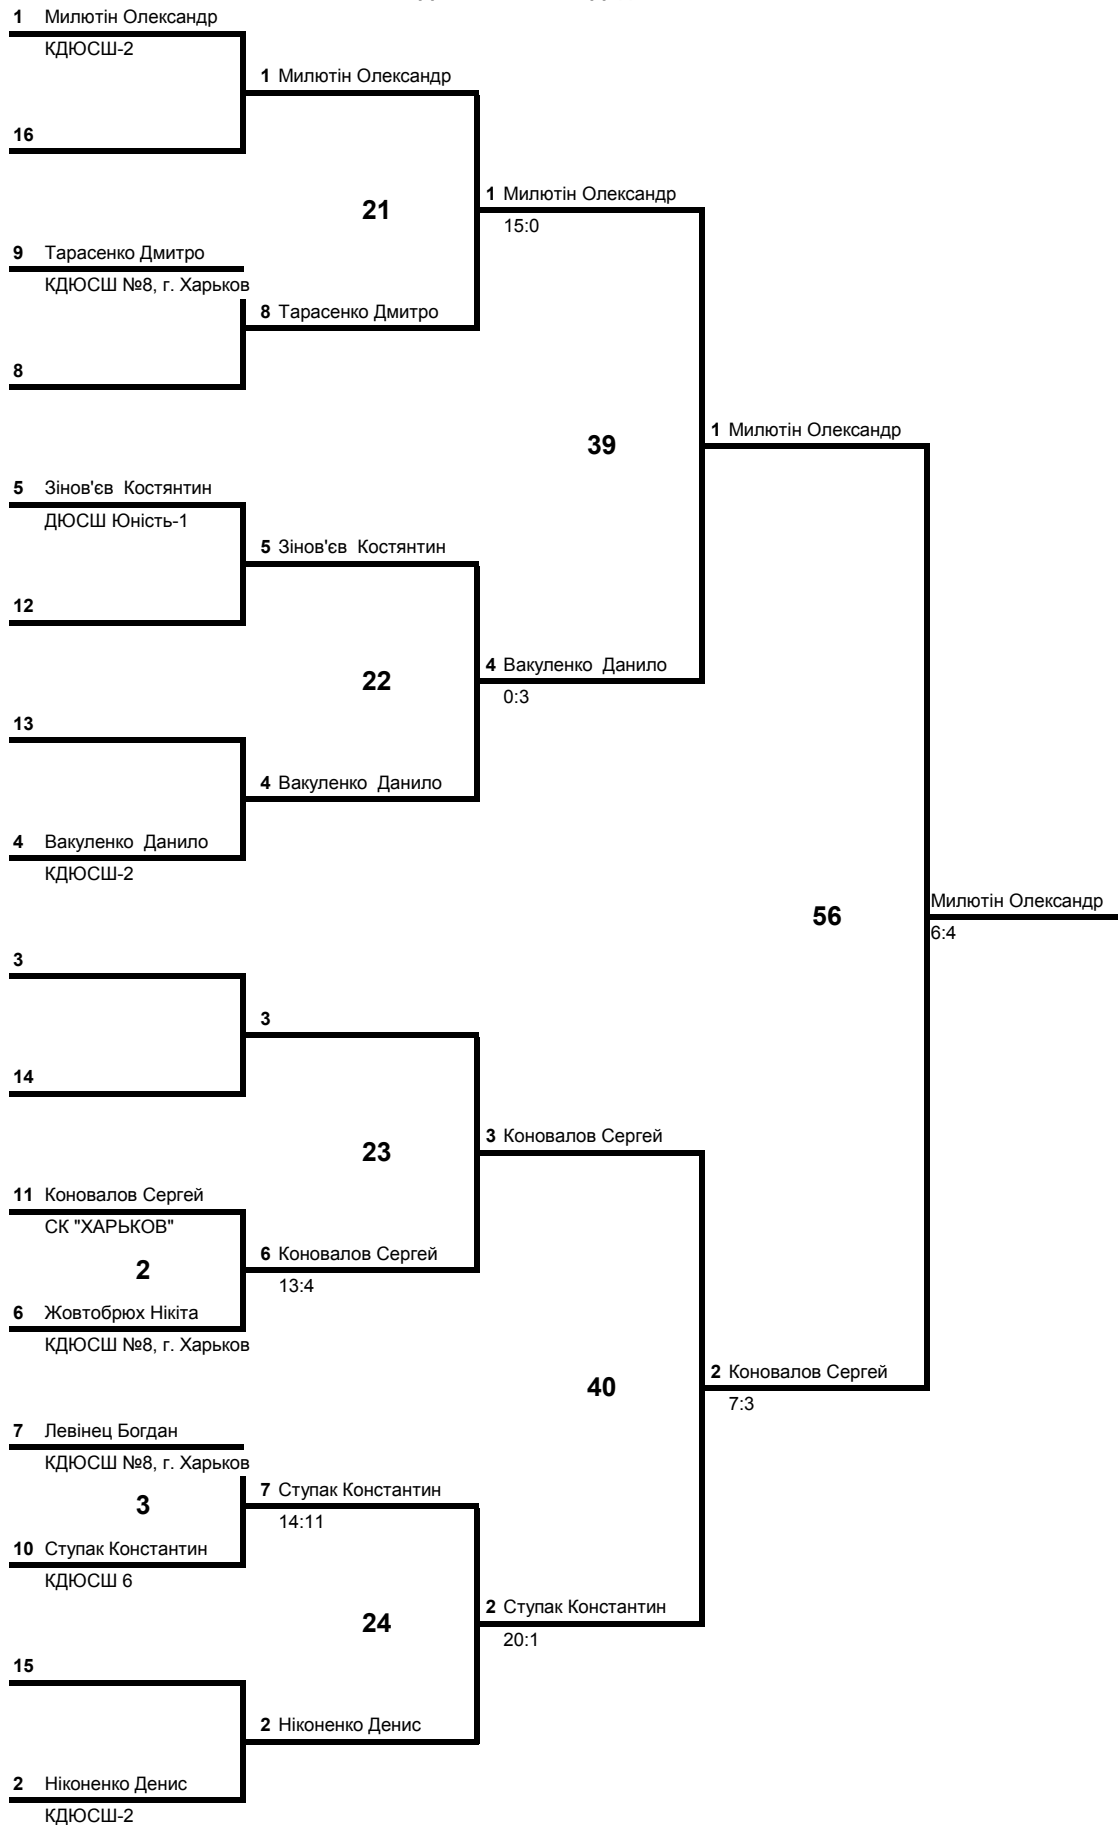 1 Милютін Олександр
КДЮСШ-2
1 Милютін Олександр
16
1 Милютін Олександр
21
15:0
9 Тарасенко Дмитро
КДЮСШ №8, г. Харьков
8 Тарасенко Дмитро
8
1 Милютін Олександр
39
5 Зінов'єв Костянтин
ДЮСШ Юність-1
5 Зінов'єв Костянтин
12
4 Вакуленко Данило
22
0:3
13
4 Вакуленко Данило
4 Вакуленко Данило
КДЮСШ-2
Милютін Олександр
56
6:4
3
3
14
3 Коновалов Сергей
23
11 Коновалов Сергей
СК "ХАРЬКОВ"
6 Коновалов Сергей
2
13:4
6 Жовтобрюх Нікіта
КДЮСШ №8, г. Харьков
2 Коновалов Сергей
40
7:3
7 Левінец Богдан
КДЮСШ №8, г. Харьков
7 Ступак Константин
3
14:11
10 Ступак Константин
КДЮСШ 6
2 Ступак Константин
24
20:1
15
2 Ніконенко Денис
2 Ніконенко Денис
КДЮСШ-2